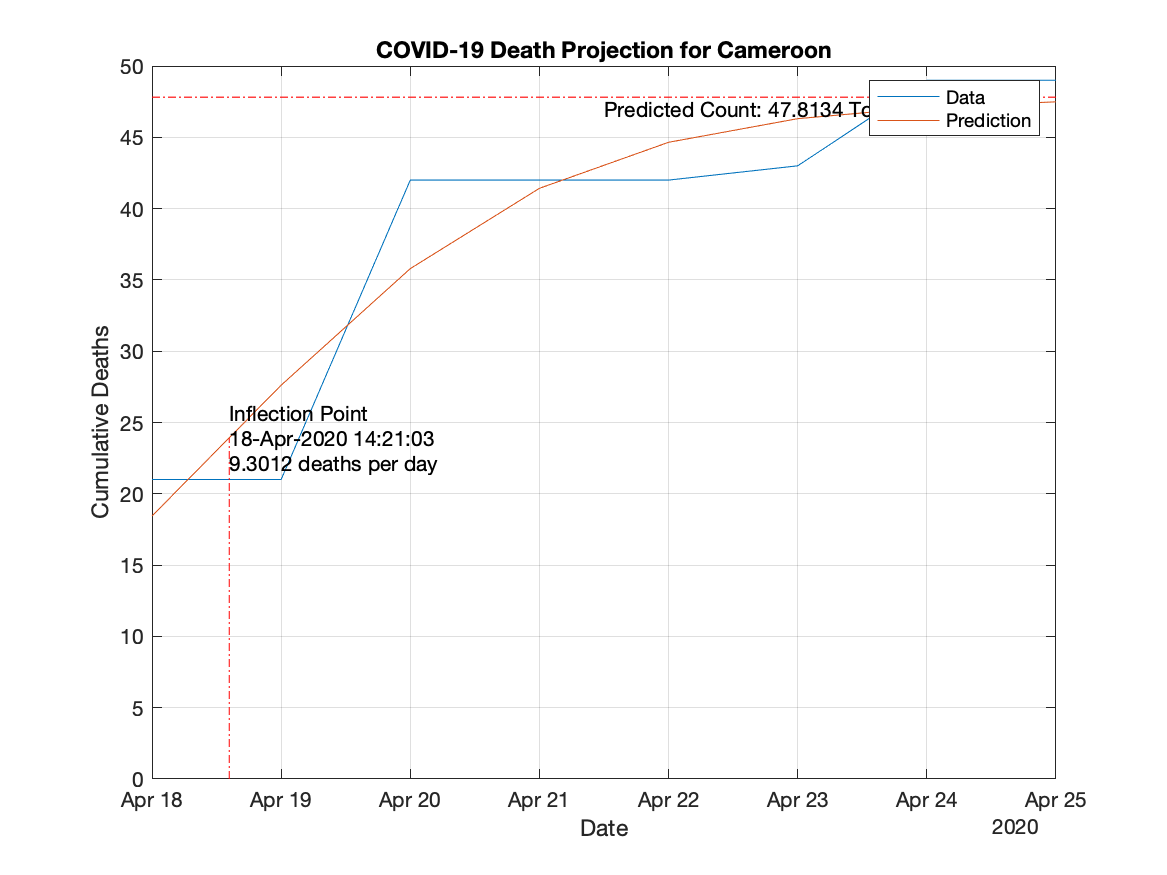 COVID-19 Death Projection for Cameroon
50
45
40
35
30
25
20
15
10
5
0
Cumulative Deaths
Predicted Count: 47.8134
Data
Prediction
Inflection Point
18-Apr-2020 14:21:03
9.3012 deaths per day
Apr 18 Apr 19 Apr 20 Apr 21 Apr 22 Apr 23 Apr 24 Apr 25
Date
2020